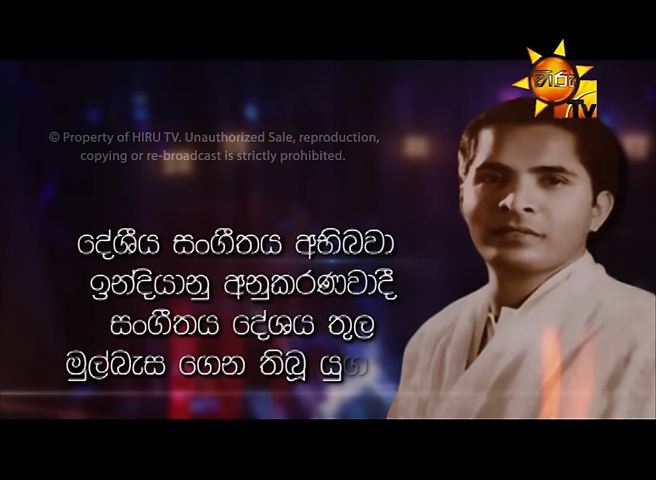 හිරු
TV
© Property of HIRU TV. Unauthorized Sale, reproduction,
copying or re-broadcast is strictly prohibited.
දේශීය සංගීතය අභිබවා
ඉන්දියානු අනුකරණවාදී
සංගීතය දේශය තුල
මුල්බැස ගෙන තිබූ යුග